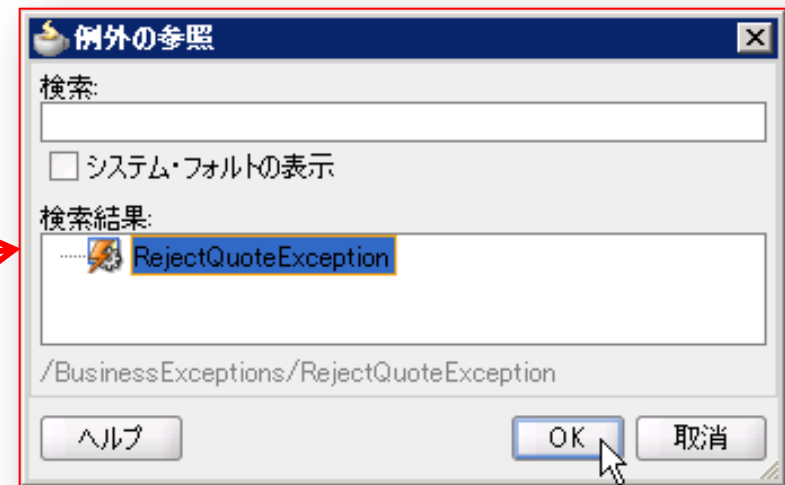 例外の参照
検索:
システム・フォルトの表示
検索結果:
RejectQuoteException
/BusinessExceptions/RejectQuoteException
ヘルプ OK 取消